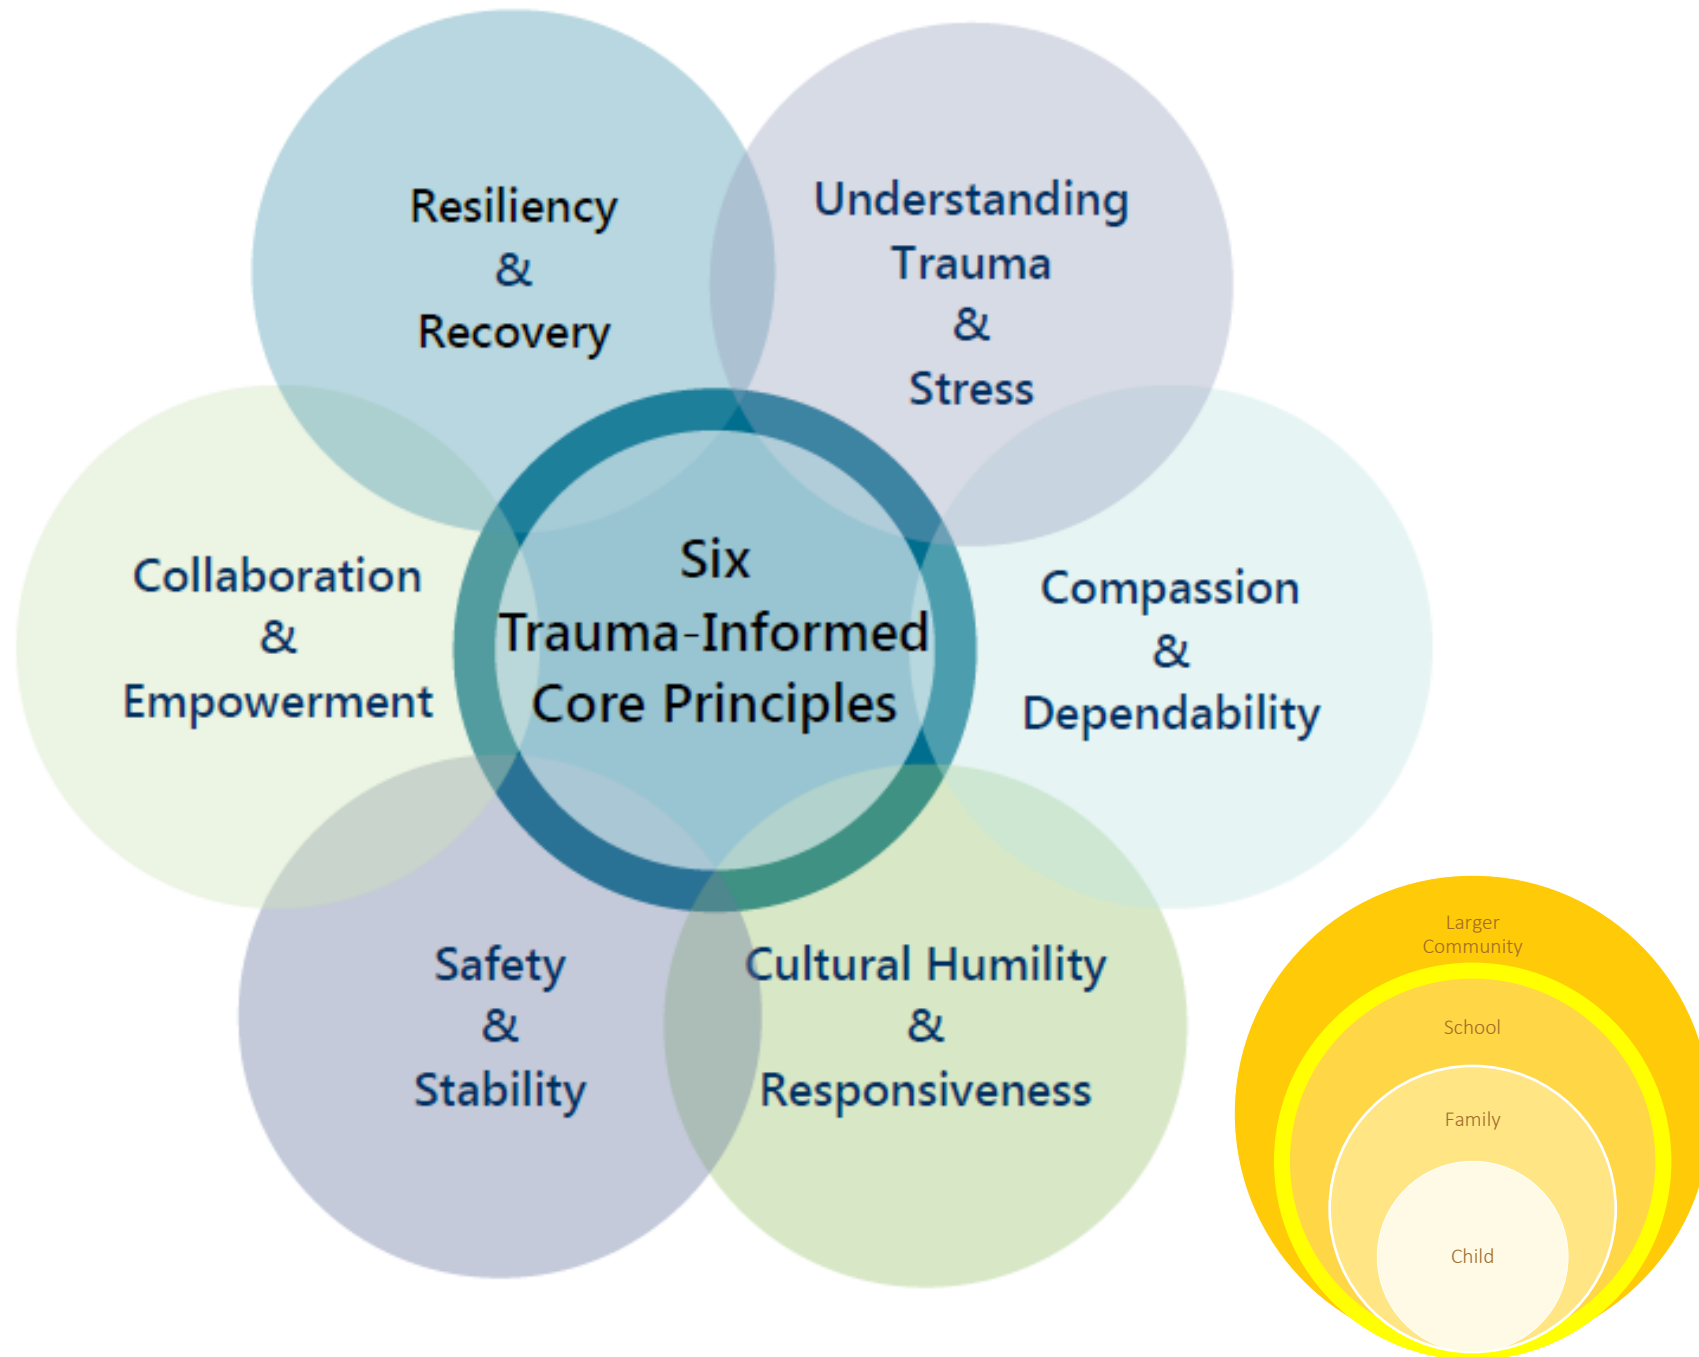 Resiliency
&
Recovery
Understanding
Trauma
&
Stress
Collaboration
&
Empowerment
Six
Trauma-Informed
Core Principles
Compassion
&
Dependability
Safety
&
Stability
Cultural Humility
&
Responsiveness
Larger
Community
School
Family
Child